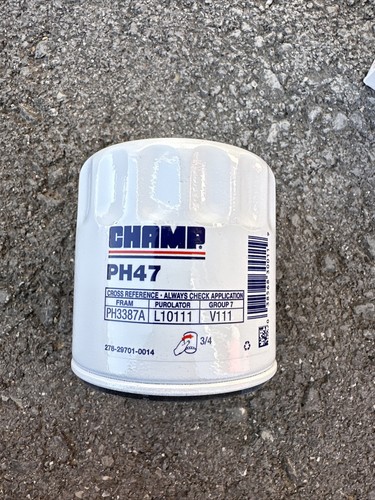 CHAMP
PH47
CROSS REFERENCE - ALWAYS CHECK APPLICATION
FRAM PUROLATOR GROUP 7
PH3387A L10111 V111
278-29701-0014
3/4